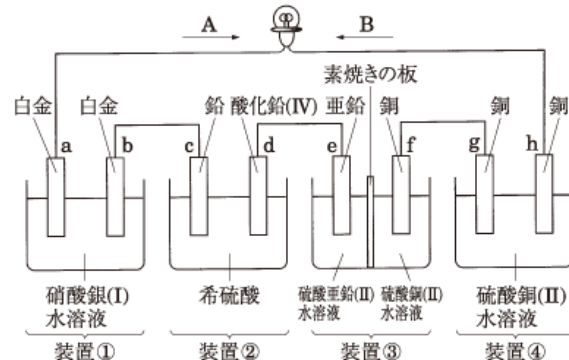 A B
素焼きの板
白金 白金 鉛 酸化鉛(IV) 亜鉛 銅 銅 銅
a b c d e f g h
硝酸銀(I)
水溶液
希硫酸
硫酸亜鉛(II)
水溶液
硫酸銅(II)
水溶液
硫酸銅(II)
水溶液
装置① 装置② 装置③ 装置④